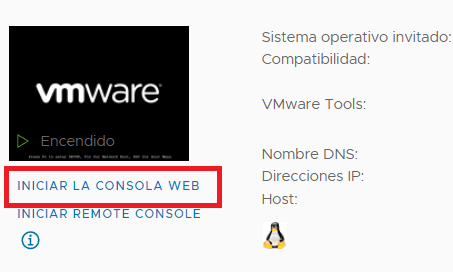 Sistema operativo invitado:
Compatibilidad:
VMware Tools:
Nombre DNS:
Direcciones IP:
Host:
vmware
Encendido
INICIAR LA CONSOLA WEB
INICIAR REMOTE CONSOLE